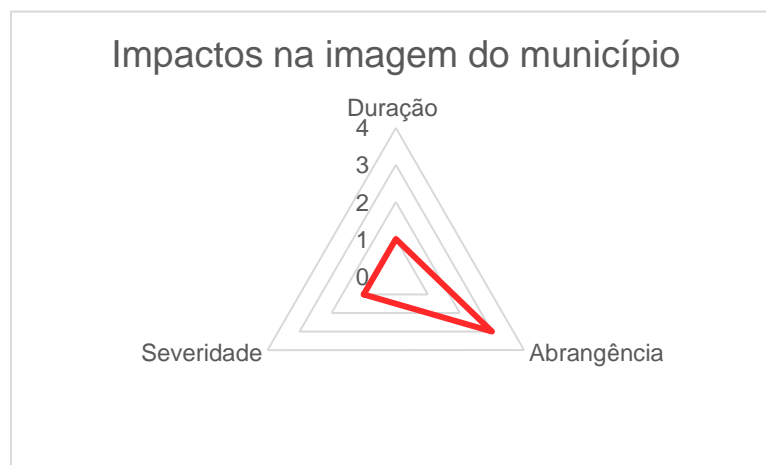 Impactos na imagem do município
Duração
4
3
2
1
0
Severidade
Abrangência